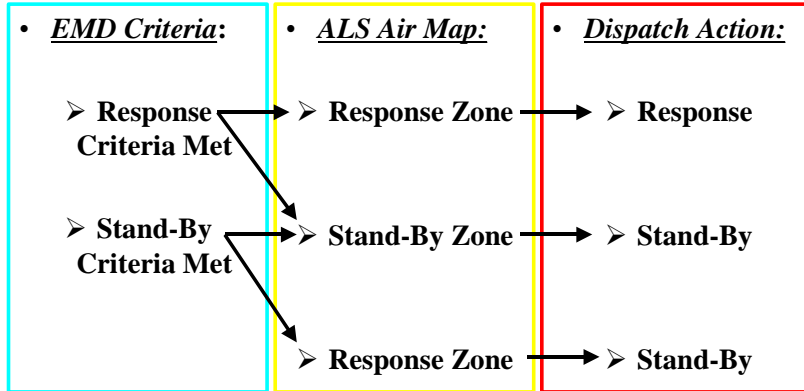 • EMD Criteria:
➢ Response
Criteria Met
➢ Stand-By
Criteria Met
• ALS Air Map:
➢ Response Zone
➢ Stand-By Zone
➢ Response Zone
• Dispatch Action:
➢ Response
➢ Stand-By
➢ Stand-By